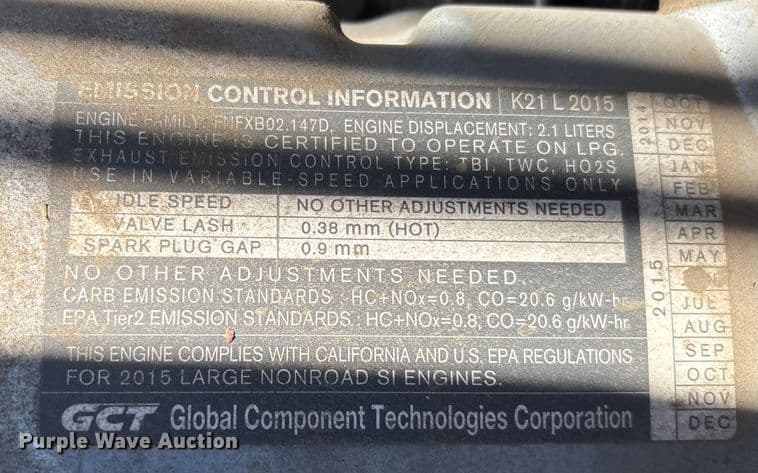 EMISSION CONTROL INFORMATION K21 L 2015
ENGINE FAMILY: FNFXB02.147D, ENGINE DISPLACEMENT: 2.1 LITERS
THIS ENGINE IS CERTIFIED TO OPERATE ON LPG.
EXHAUST EMISSION CONTROL TYPE: TBI, TWC, HO2S
USE IN VARIABLE-SPEED APPLICATIONS ONLY
IDLE SPEED NO OTHER ADJUSTMENTS NEEDED
VALVE LASH 0.38 mm (HOT)
SPARK PLUG GAP 0.9 mm
NO OTHER ADJUSTMENTS NEEDED.
CARB EMISSION STANDARDS : HC+NOx=0.8, CO=20.6 g/kW-hr
EPA Tier2 EMISSION STANDARDS : HC+NOx=0.8, CO=20.6 g/kW-hr
THIS ENGINE COMPLIES WITH CALIFORNIA AND U.S. EPA REGULATIONS
FOR 2015 LARGE NONROAD SI ENGINES.
GCT Global Component Technologies Corporation
2014
OCT
NOV
DEC
2015
JAN
FEB
MAR
APR
MAY
JUL
AUG
SEP
OCT
NOV
DEC
Purple Wave Auction